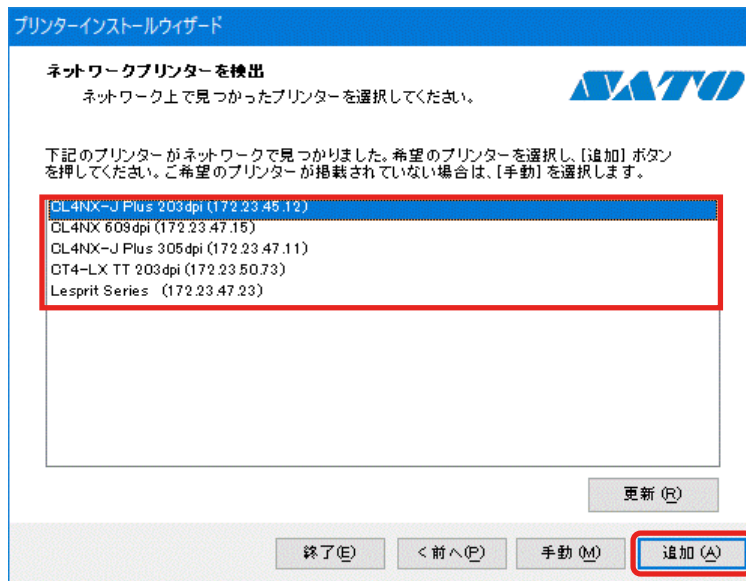 プリンターインストールウィザード
ネットワークプリンターを検出
ネットワーク上で見つかったプリンターを選択してください。
SATO
下記のプリンターがネットワークで見つかりました。希望のプリンターを選択し、[追加] ボタン
を押してください。ご希望のプリンターが掲載されていない場合は、[手動] を選択します。
CL4NX-J Plus 203dpi (172.23.45.12)
CL4NX 609dpi (172.23.47.15)
CL4NX-J Plus 305dpi (172.23.47.11)
CT4-LX TT 203dpi (172.23.50.73)
Lesprit Series (172.23.47.23)
更新 (R)
終了(E)
< 前へ(P)
手動 (M)
追加 (A)